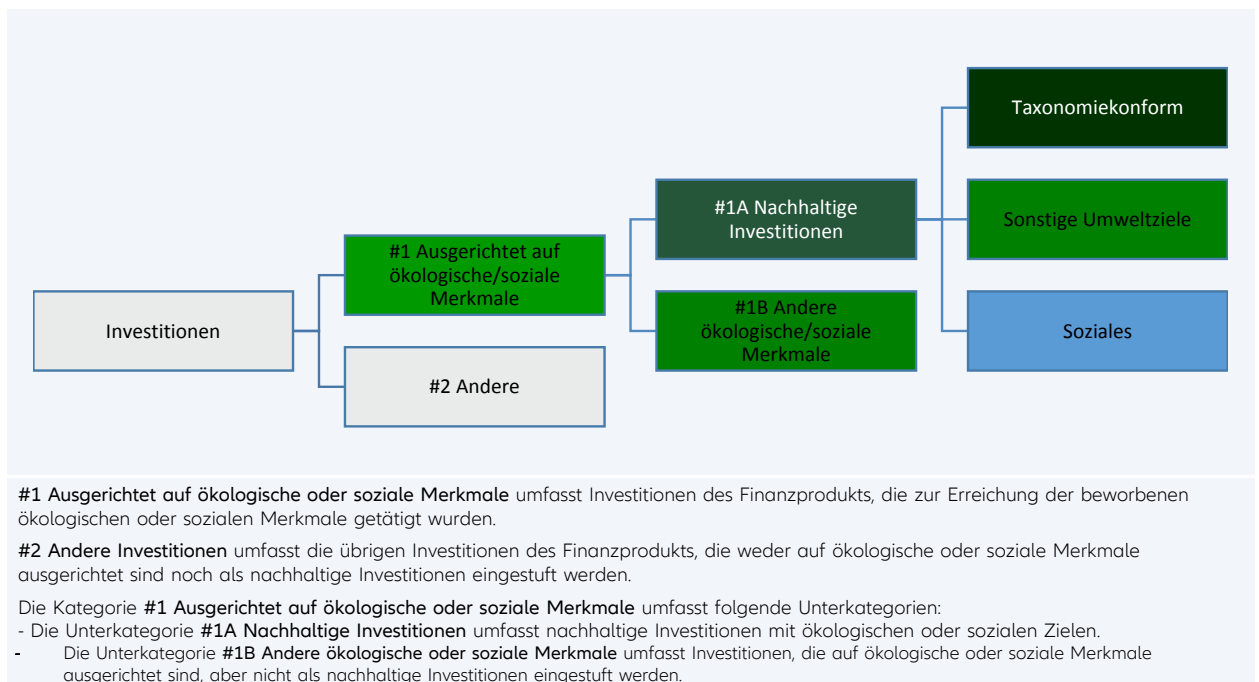 Taxonomiekonform
#1A Nachhaltige
Investitionen
Sonstige Umweltziele
#1 Ausgerichtet auf
ökologische/soziale
Merkmale
#1B Andere
ökologische/soziale
Merkmale
Investitionen
Soziales
#2 Andere
#1 Ausgerichtet auf ökologische oder soziale Merkmale umfasst Investitionen des Finanzprodukts, die zur Erreichung der beworbenen
ökologischen oder sozialen Merkmale getätigt wurden.
#2 Andere Investitionen umfasst die übrigen Investitionen des Finanzprodukts, die weder auf ökologische oder soziale Merkmale
ausgerichtet sind noch als nachhaltige Investitionen eingestuft werden.
Die Kategorie #1 Ausgerichtet auf ökologische oder soziale Merkmale umfasst folgende Unterkategorien:
- Die Unterkategorie #1A Nachhaltige Investitionen umfasst nachhaltige Investitionen mit ökologischen oder sozialen Zielen.
- Die Unterkategorie #1B Andere ökologische oder soziale Merkmale umfasst Investitionen, die auf ökologische oder soziale Merkmale
ausgerichtet sind, aber nicht als nachhaltige Investitionen eingestuft werden.